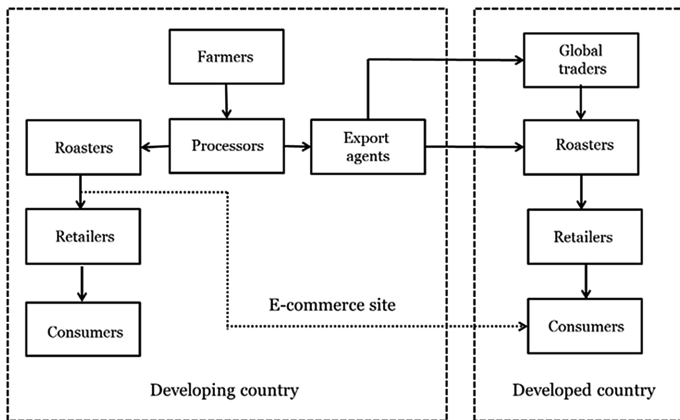 Farmers
Global
traders
Roasters
Processors
Export
agents
Roasters
Retailers
Retailers
E-commerce site
Consumers
Consumers
Developing country
Developed country